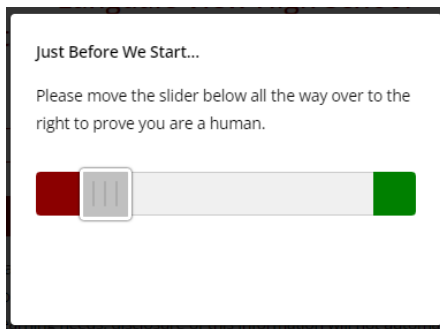 Just Before We Start...
Please move the slider below all the way over to the
right to prove you are a human.